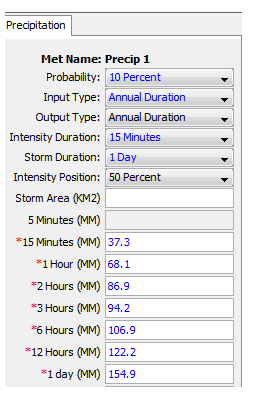 Precipitation
Met Name: Precip 1
Probability: 10 Percent
Input Type: Annual Duration
Output Type: Annual Duration
Intensity Duration: 15 Minutes
Storm Duration: 1 Day
Intensity Position: 50 Percent
Storm Area (KM2)
5 Minutes (MM)
*15 Minutes (MM) 37.3
*1 Hour (MM) 68.1
*2 Hours (MM) 86.9
*3 Hours (MM) 94.2
*6 Hours (MM) 106.9
*12 Hours (MM) 122.2
*1 day (MM) 154.9